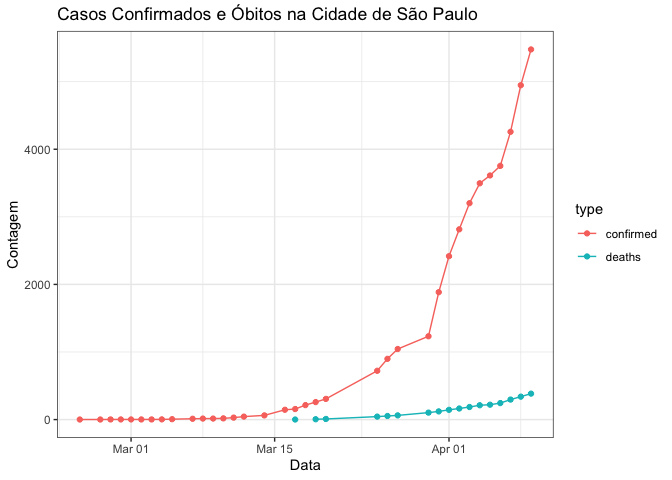 Casos Confirmados e Óbitos na Cidade de São Paulo
Contagem
4000
2000
0
Mar 01
Mar 15
Apr 01
Data
type
confirmed
deaths